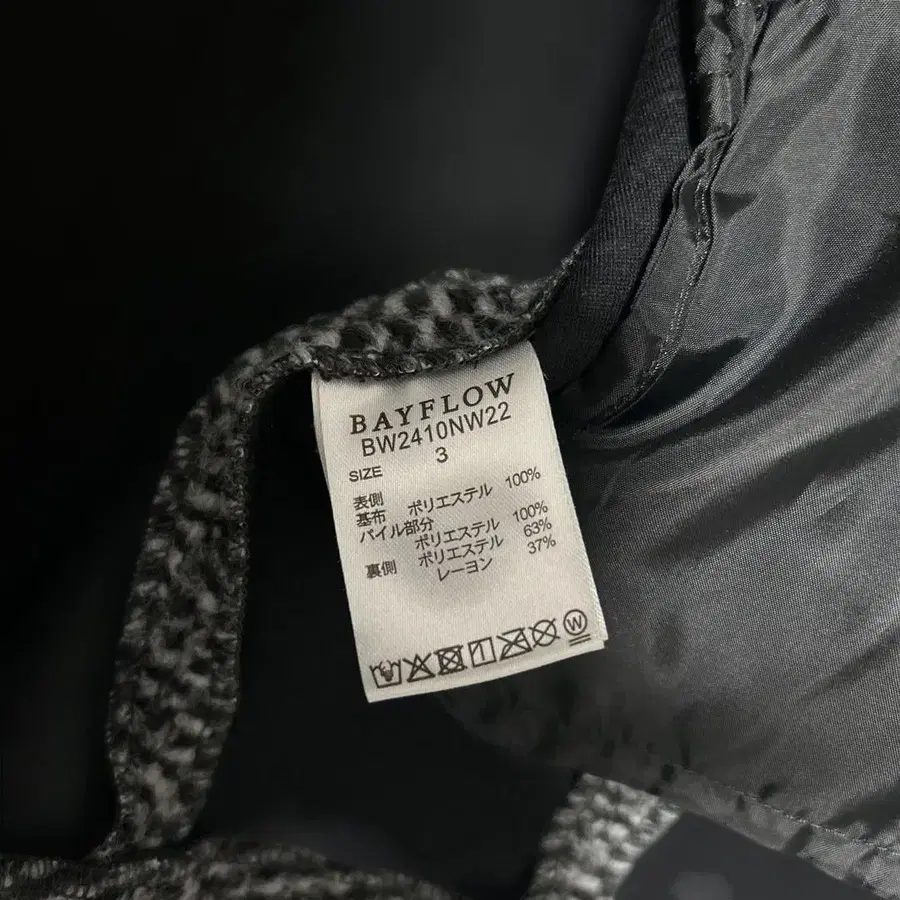 BAYFLOW
BW2410NW22
SIZE 3
表側
基布 ポリエステル 100%
パイル部分
ポリエステル 100%
裏側 ポリエステル 63%
レーヨン 37%
W